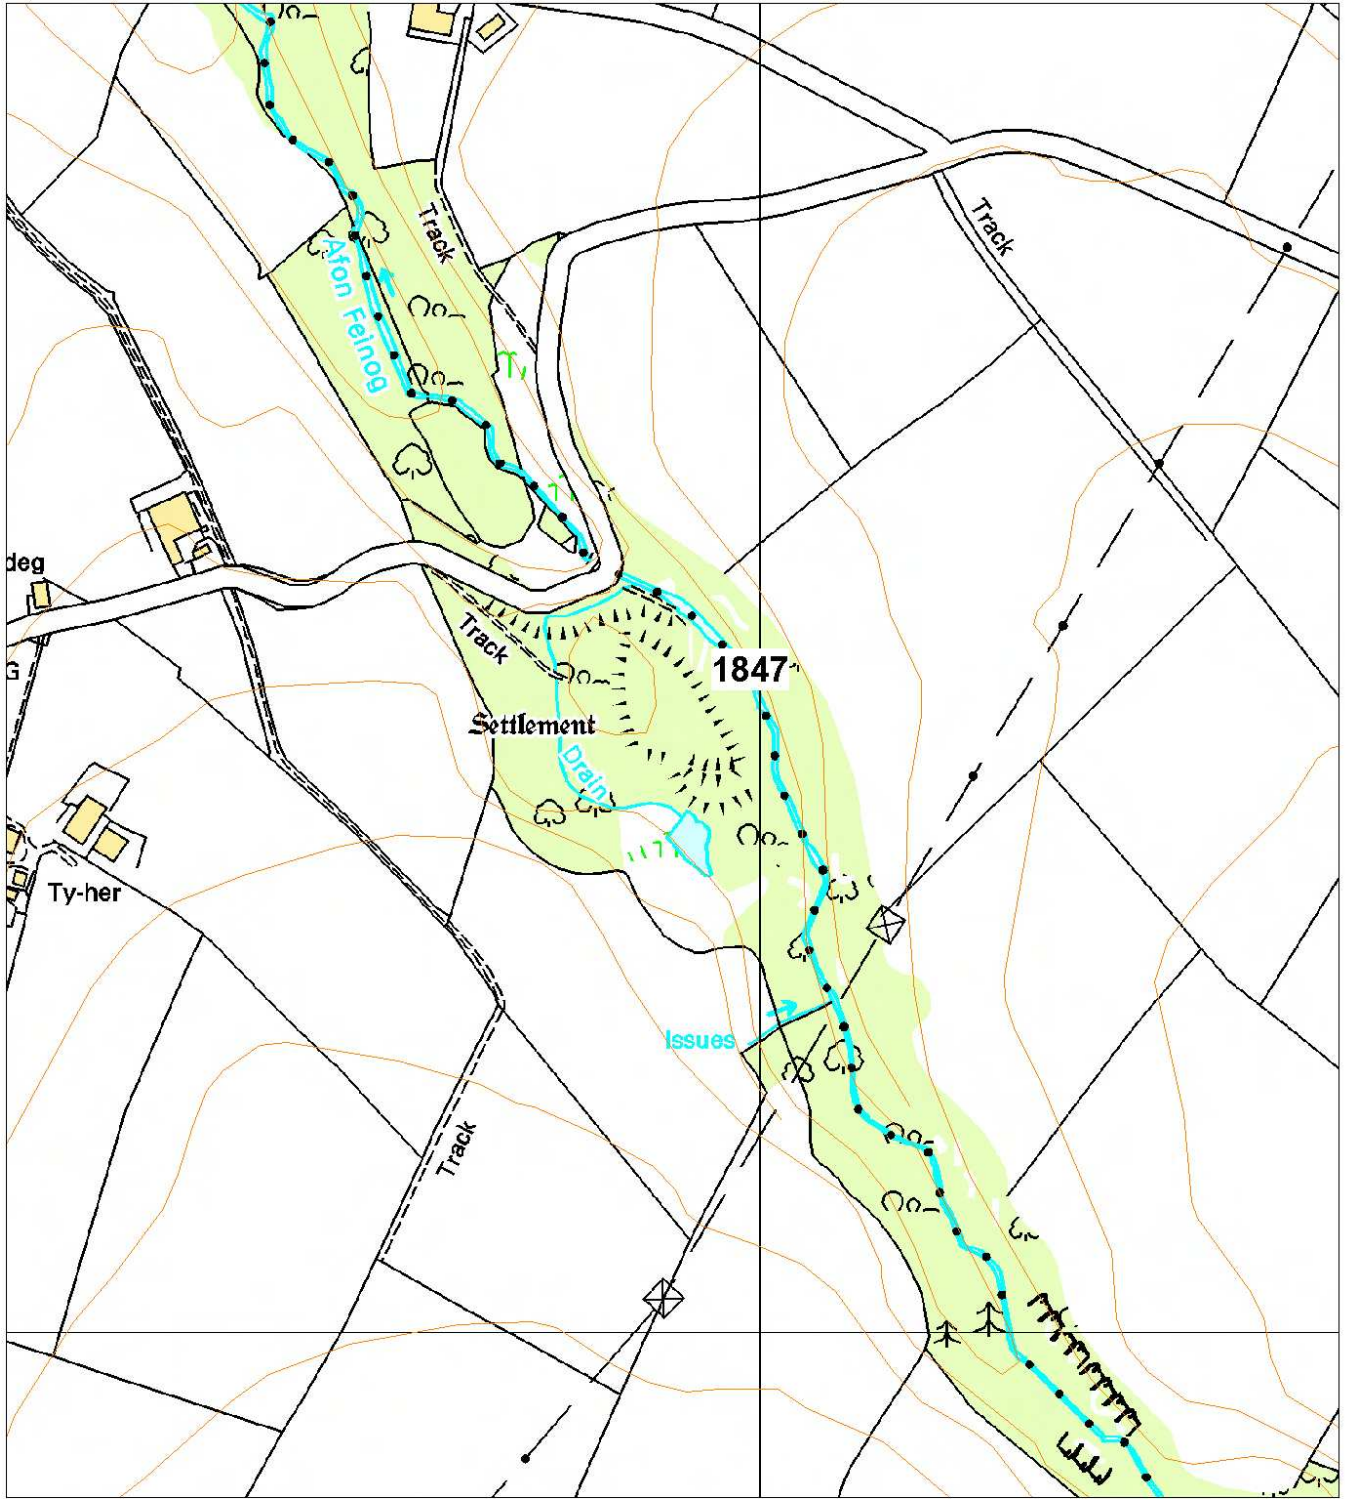 Track
Track
Afon Feinog
deg
Track
G
1847
Settlement
Drain
Ty-her
Issues
Track